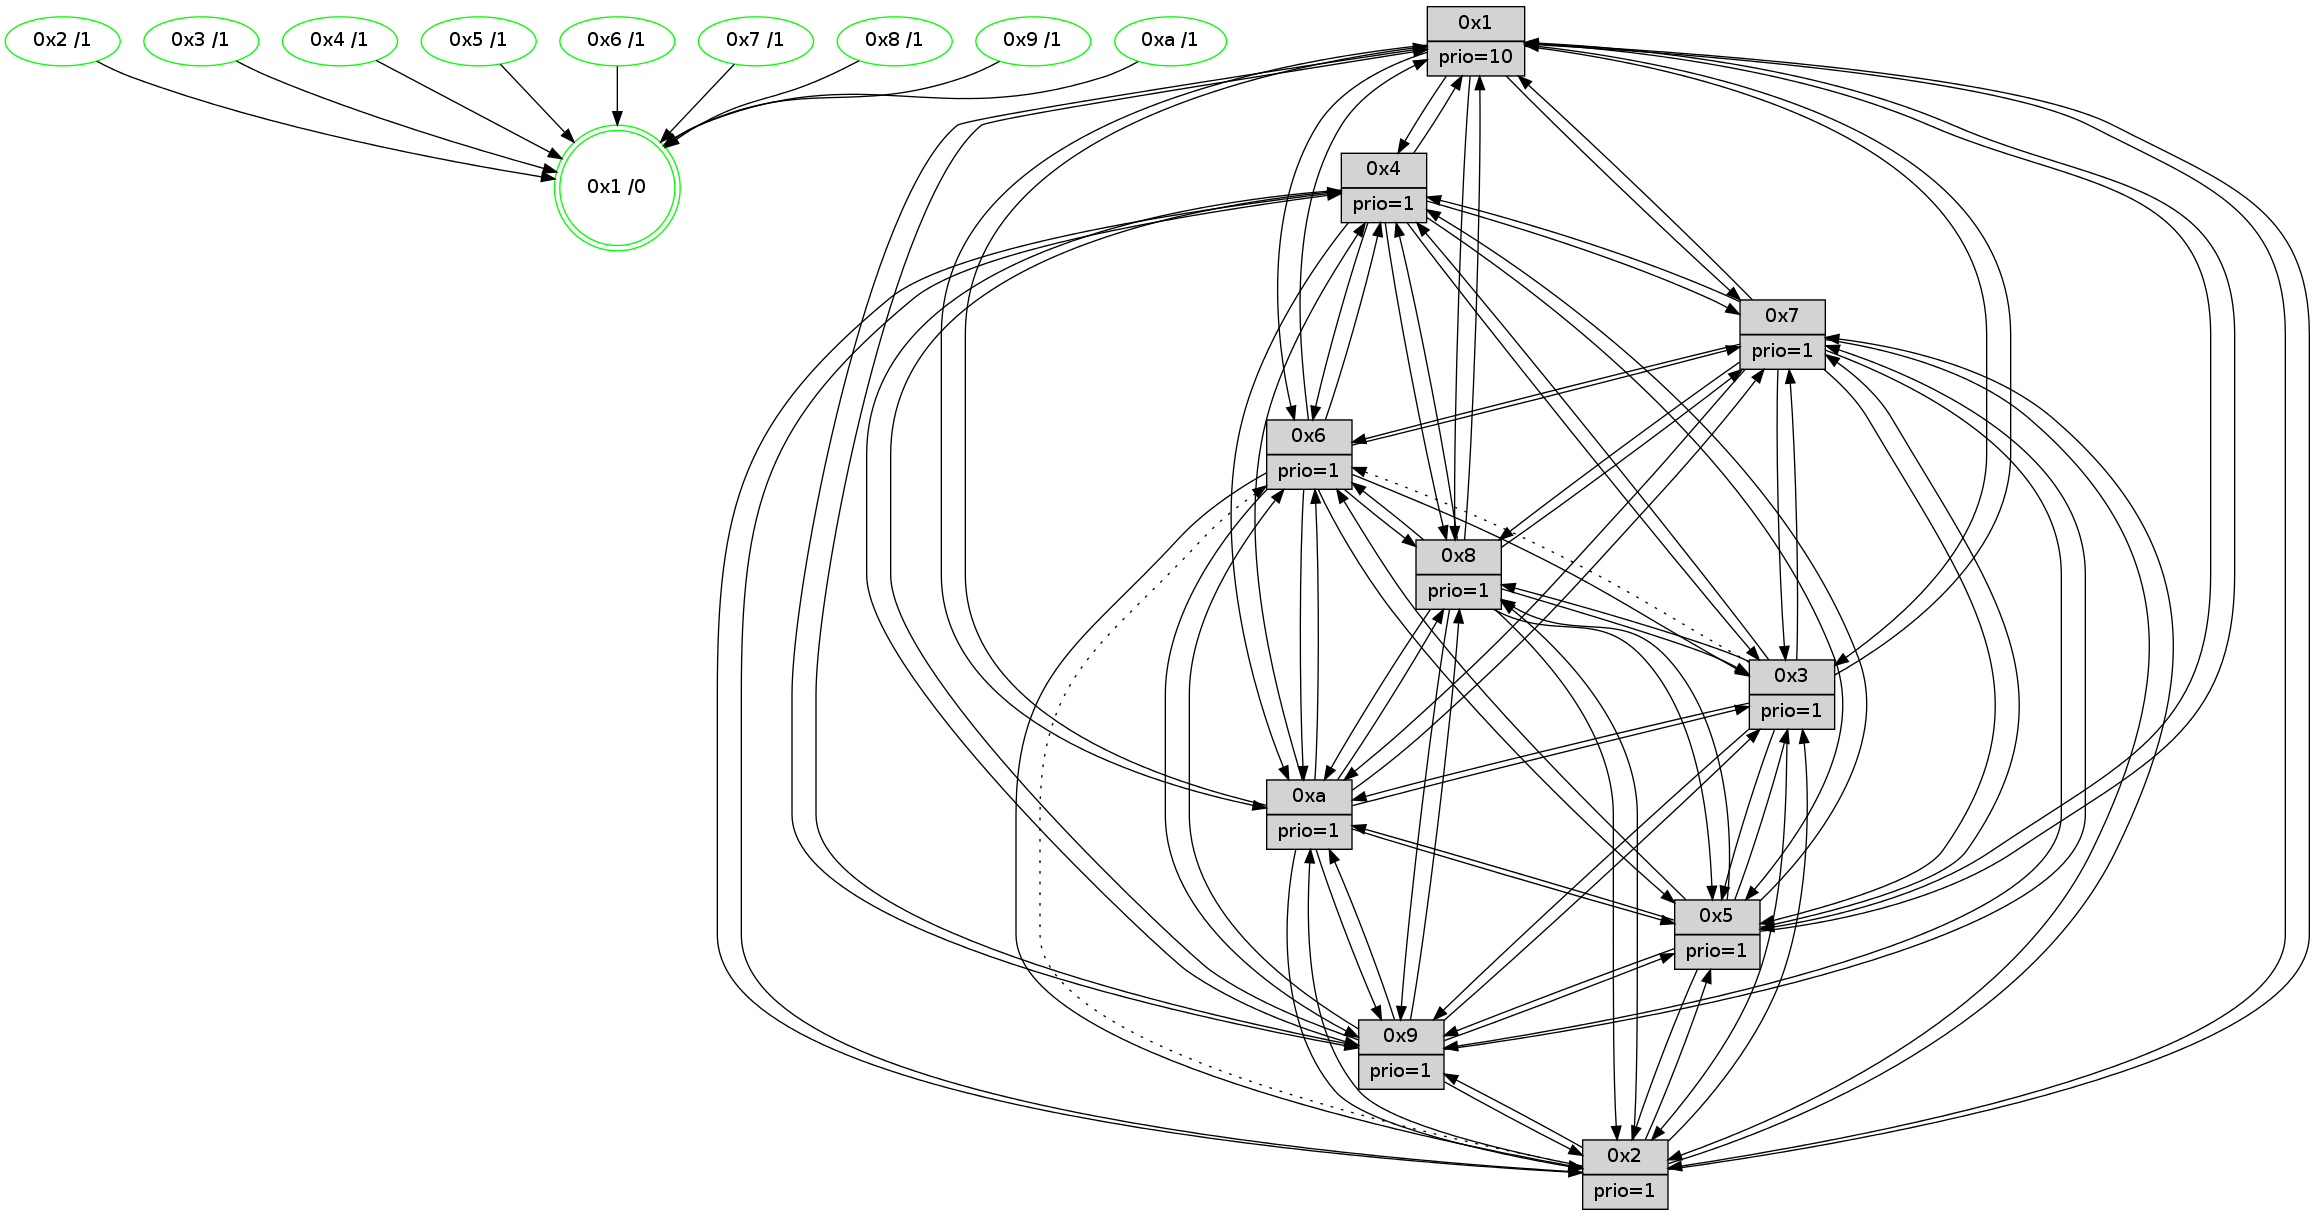 0x2 /1
0x3 /1
0x4 /1
0x5 /1
0x6 /1
0x7 /1
0x8 /1
0x9 /1
0xa /1
0x1 /0
0x1
prio=10
0x4
prio=1
0x7
prio=1
0x6
prio=1
0x8
prio=1
0x3
prio=1
0xa
prio=1
0x5
prio=1
0x9
prio=1
0x2
prio=1